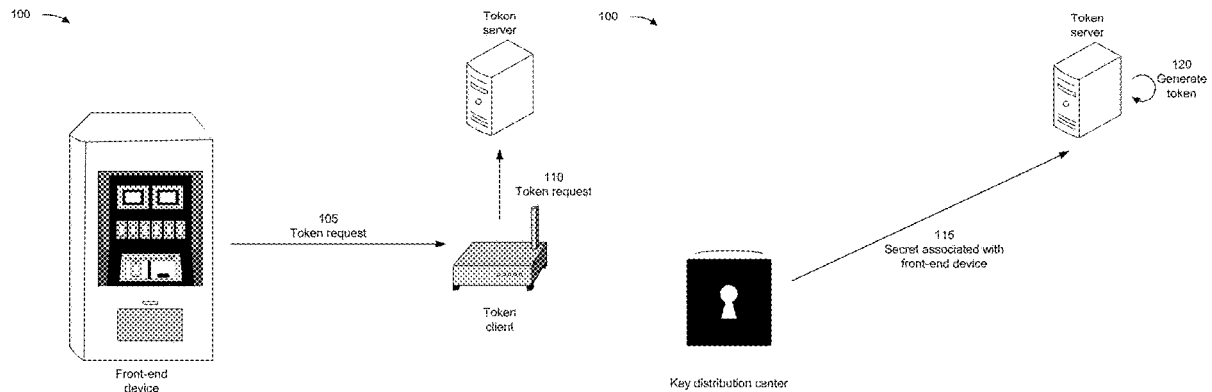 100
Token
server
110
Token request
105
Token request
Token
client
Front-end
device
100
Token
server
120
Generate
token
115
Secret associated with
front-end device
Key distribution center